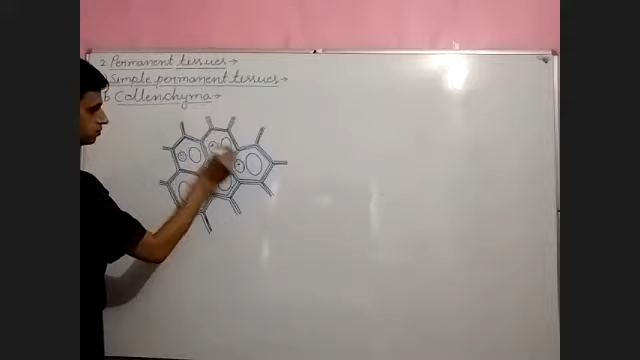 2. Permanent tissues →
Simple permanent tissues →
b Collenchyma →